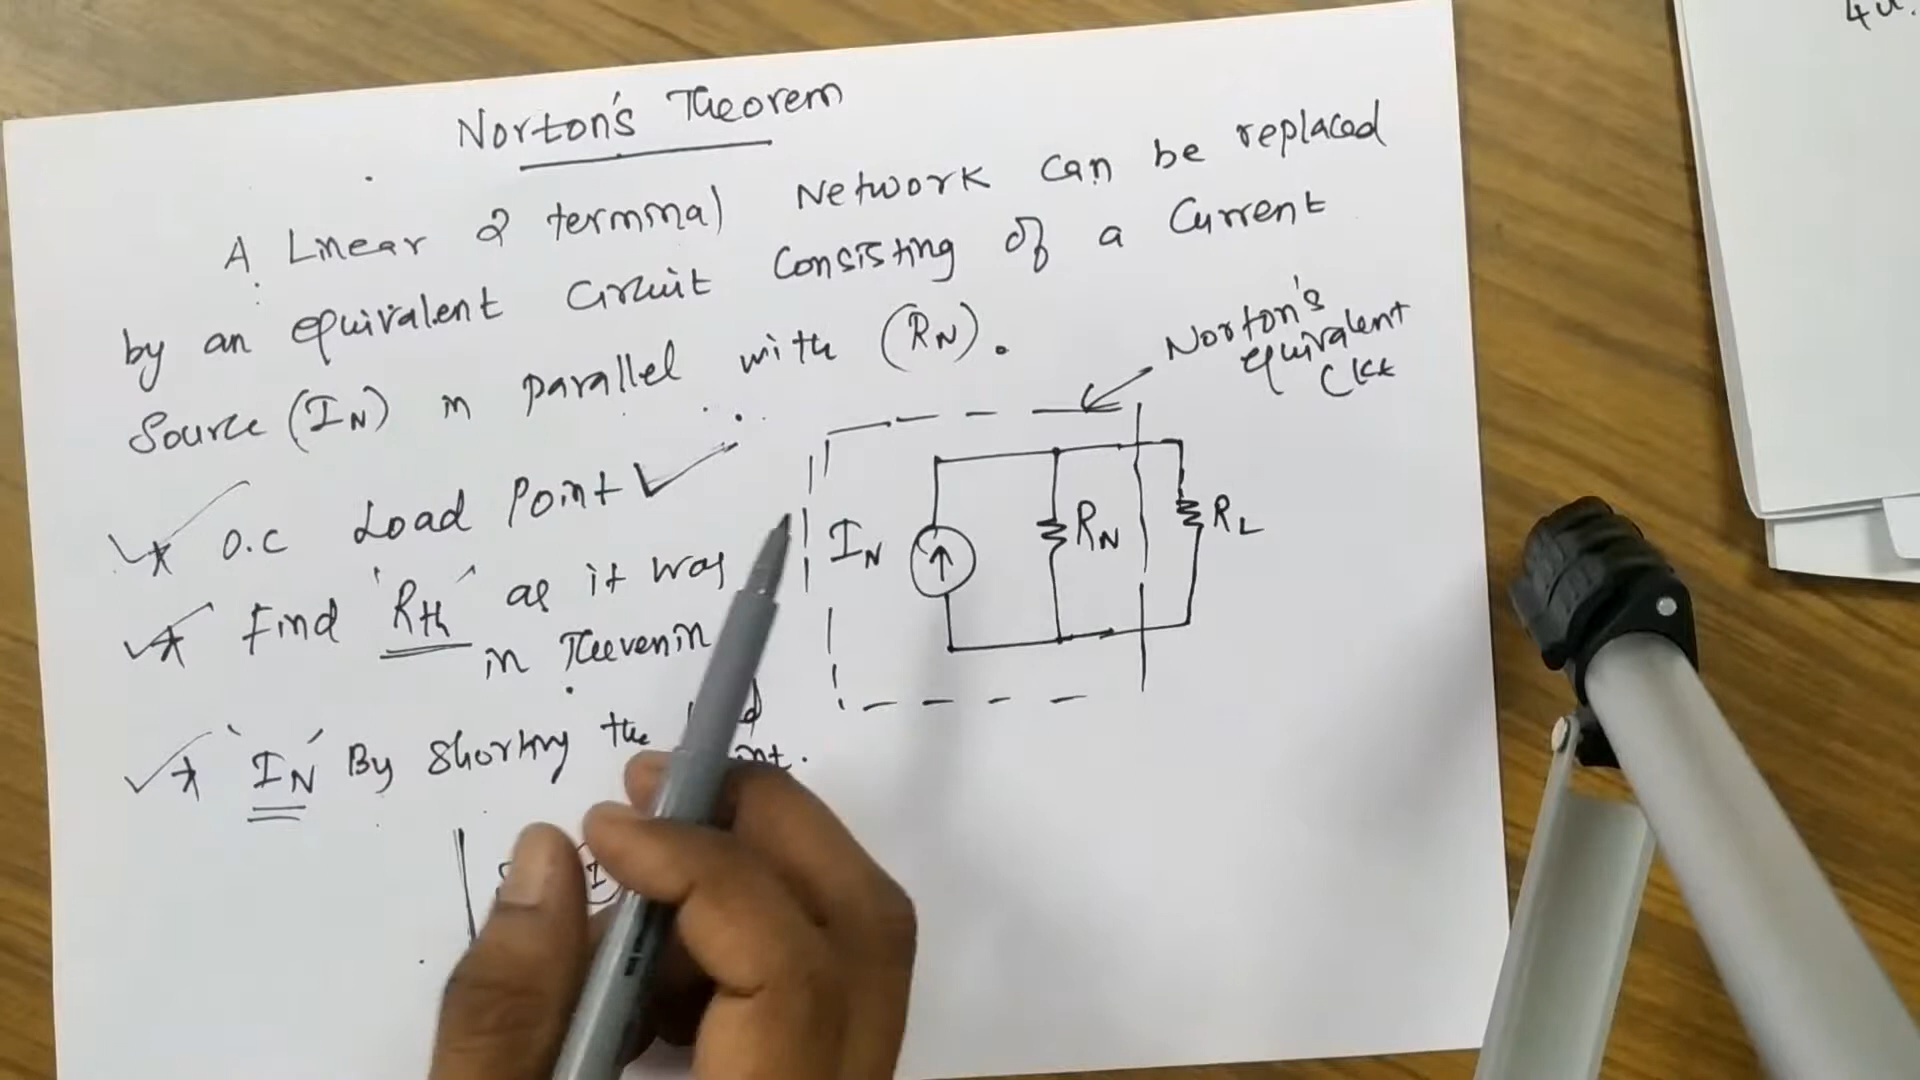 Norton's Theorem
A Linear 2 terminal Network can be replaced
by an equivalent Circuit Consisting of a Current
Source (IN) in parallel with (RN).
Norton's
equivalent
Ckt
* O.C Load Point
* Find 'RTh' as it was
in Thevenin
* 'IN' By Shorting the
IN
RN
RL
I